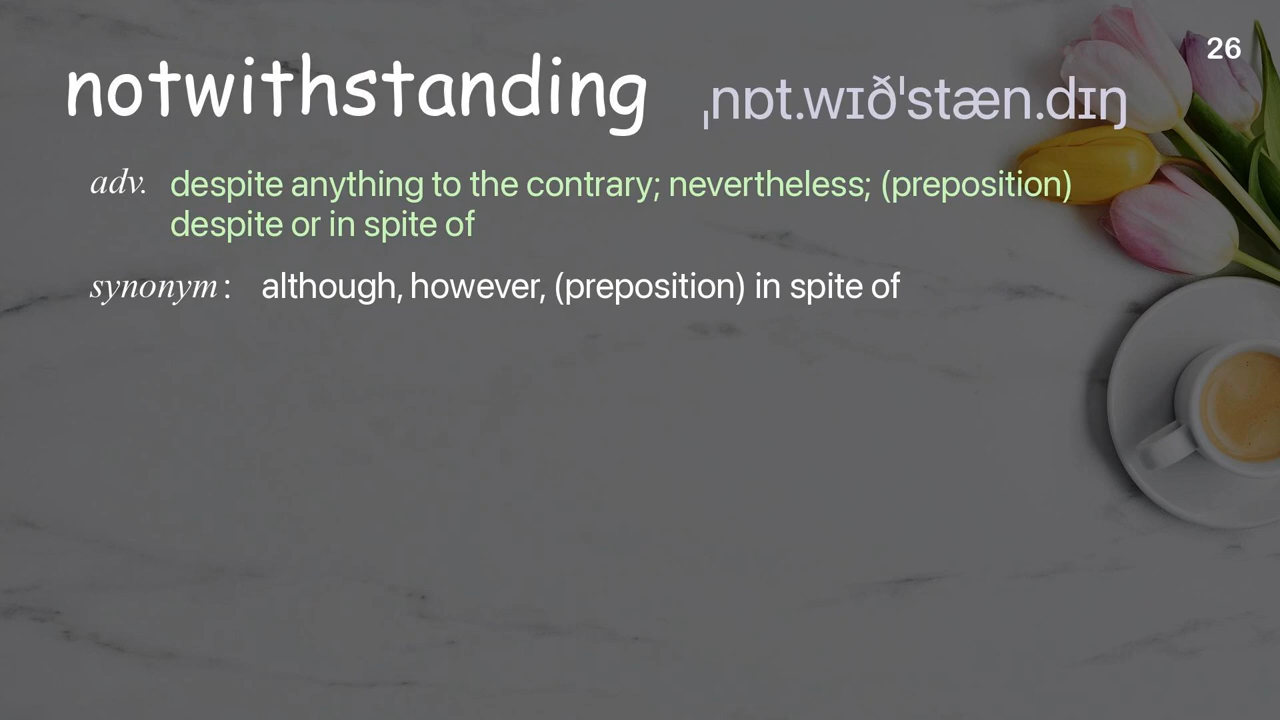 26
notwithstanding ˌnɒt.wɪðˈstæn.dɪŋ
adv. despite anything to the contrary; nevertheless; (preposition)
despite or in spite of
synonym : although, however, (preposition) in spite of